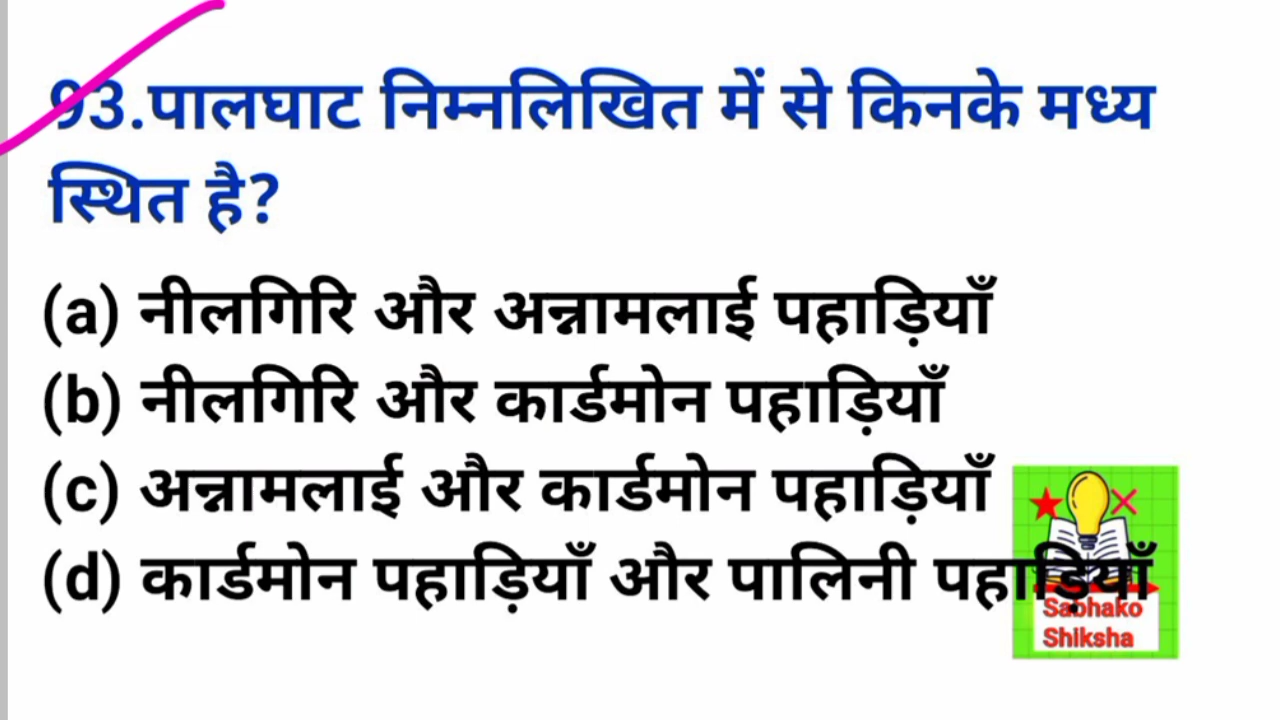 93.पालघाट निम्नलिखित में से किनके मध्य
स्थित है?
(a) नीलगिरि और अन्नामलाई पहाड़ियाँ
(b) नीलगिरि और कार्डमोन पहाड़ियाँ
(c) अन्नामलाई और कार्डमोन पहाड़ियाँ
(d) कार्डमोन पहाड़ियाँ और पालिनी पहाड़ियाँ
Sabhako
Shiksha